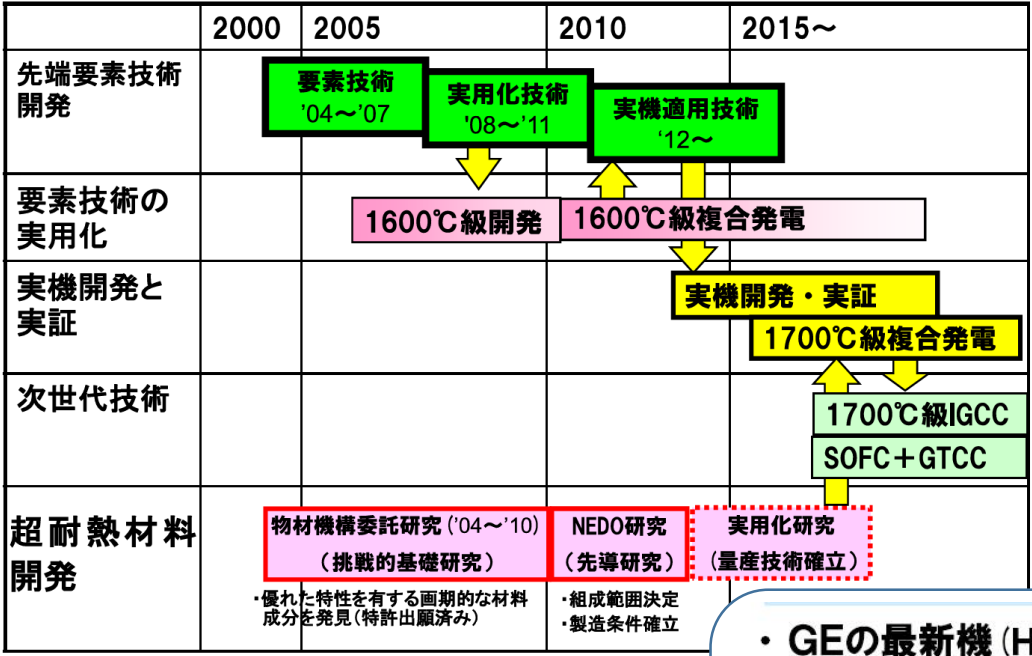 2000 2005 2010 2015～
先端要素技術
開発
要素技術
'04～'07
実用化技術
'08～'11
実機適用技術
'12～
要素技術の
実用化
1600℃級開発
1600℃級複合発電
実機開発と
実証
実機開発・実証
1700℃級複合発電
次世代技術
1700℃級IGCC
SOFC＋GTCC
超耐熱材料
開発
物材機構委託研究('04～'10)
(挑戦的基礎研究)
NEDO研究
(先導研究)
実用化研究
(量産技術確立)
・優れた特性を有する画期的な材料
成分を発見(特許出願済み)
・組成範囲決定
・製造条件確立
・GEの最新機(H